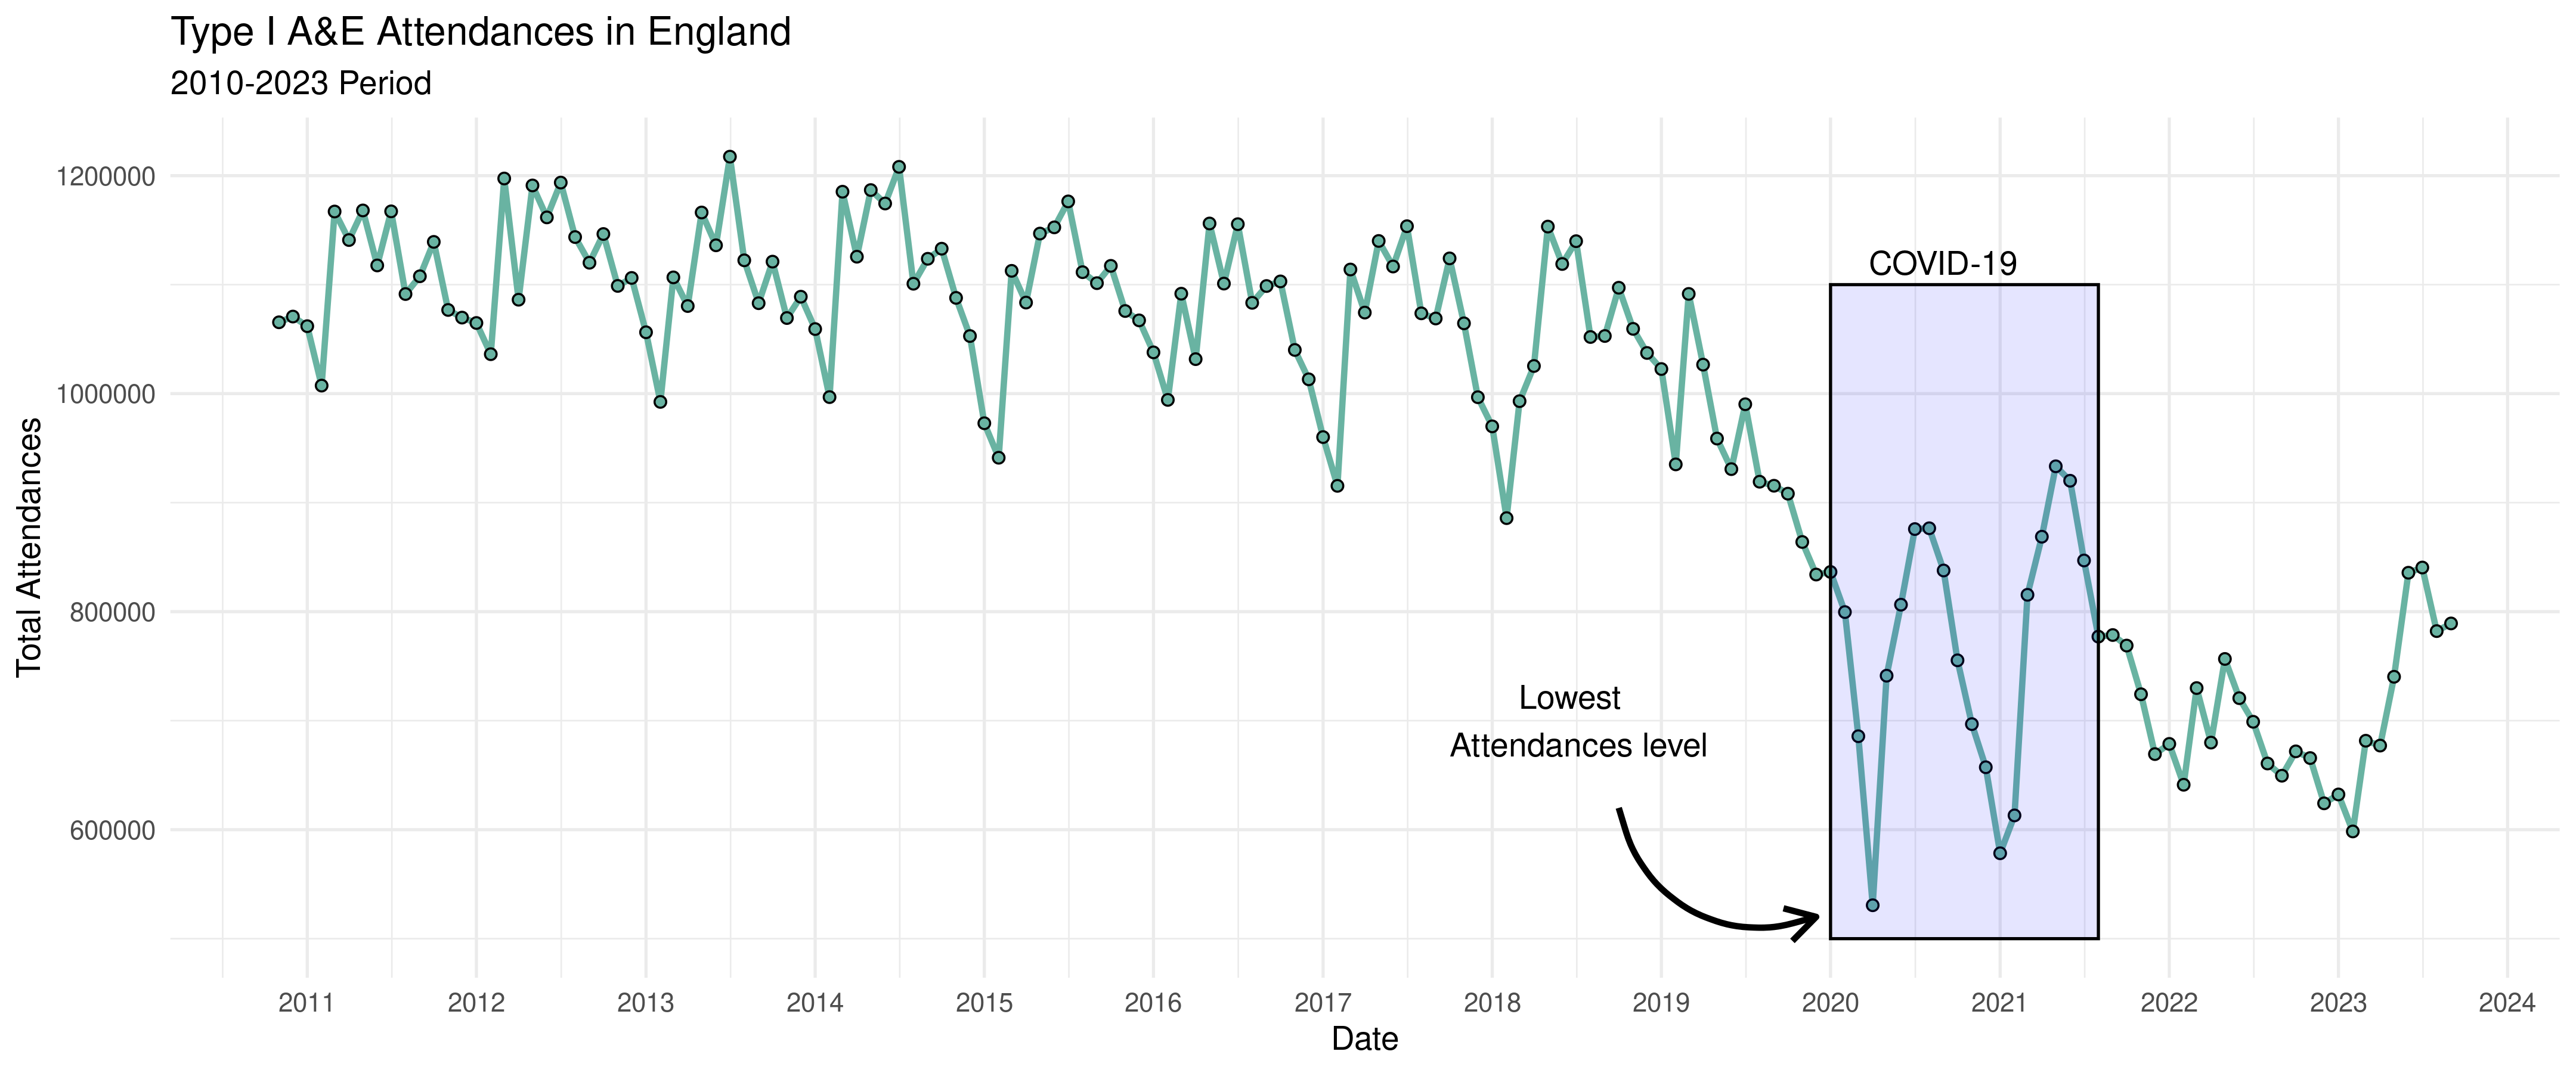 Type I A&E Attendances in England
2010-2023 Period
Total Attendances
1200000
1000000
800000
600000
COVID-19
Lowest
Attendances level
2011
2012
2013
2014
2015
2016
2017
2018
2019
2020
2021
2022
2023
2024
Date